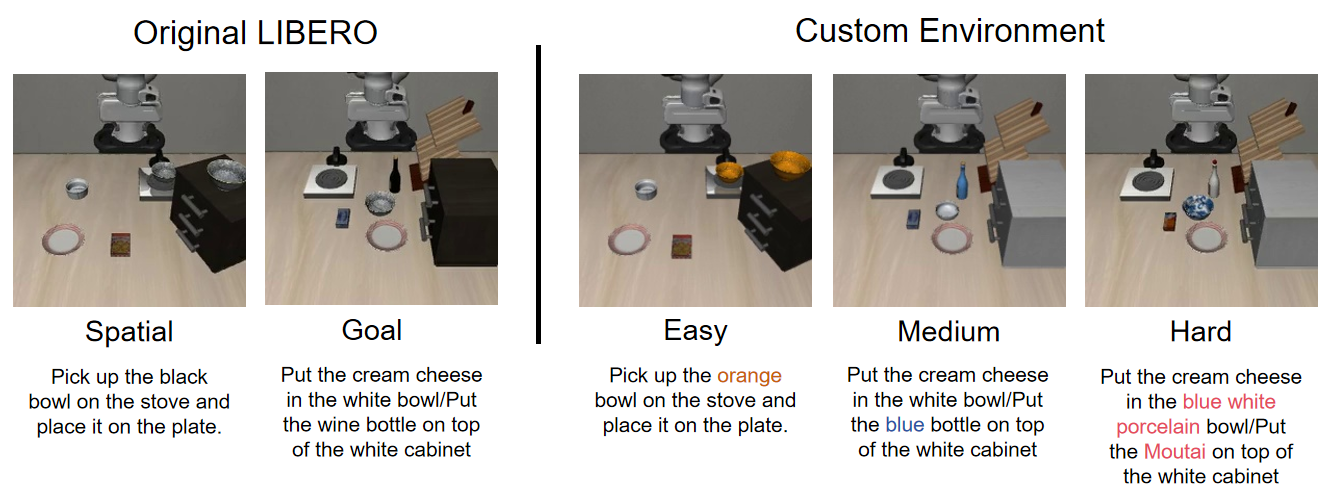 Original LIBERO
Custom Environment
Spatial
Pick up the black
bowl on the stove and
place it on the plate.
Goal
Put the cream cheese
in the white bowl/Put
the wine bottle on top
of the white cabinet
Easy
Pick up the orange
bowl on the stove and
place it on the plate.
Medium
Put the cream cheese
in the white bowl/Put
the blue bottle on top
of the white cabinet
Hard
Put the cream cheese
in the blue white
porcelain bowl/Put
the Moutai on top of
the white cabinet